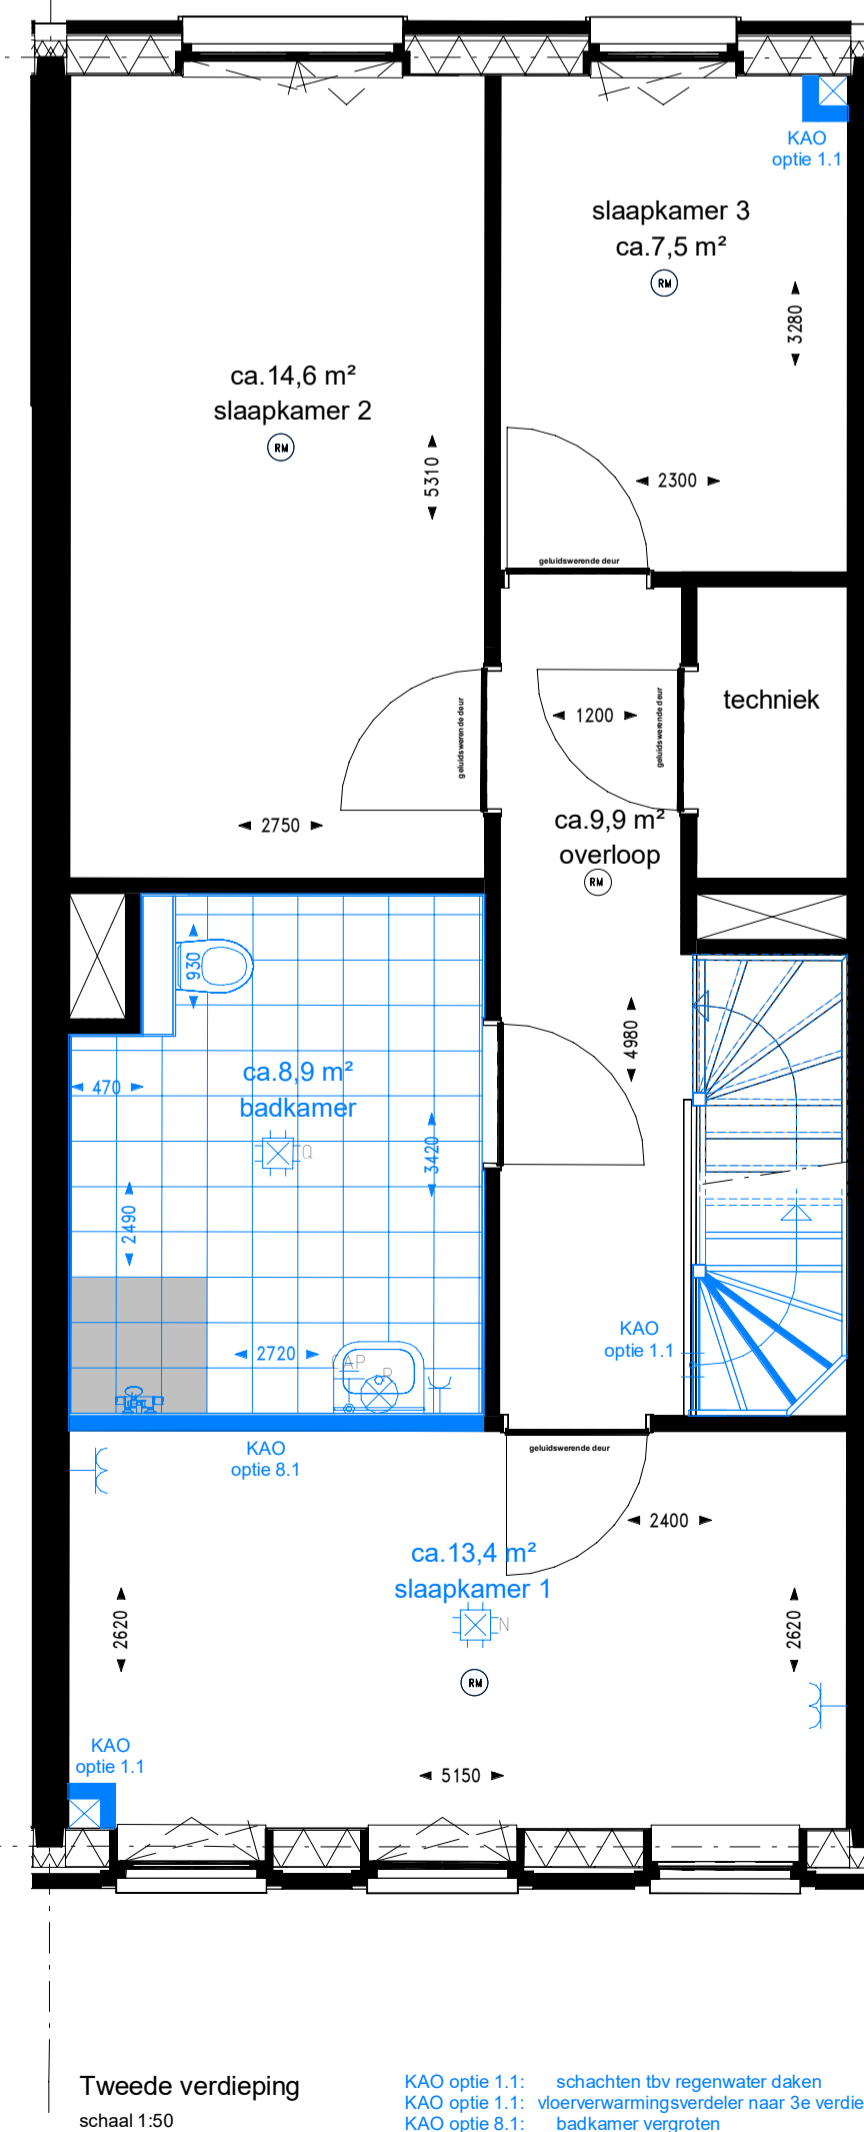 KAO
optie 1.1
slaapkamer 3
ca.7,5 m²
RM
3280
ca.14,6 m²
slaapkamer 2
RM
5310
2300
geluidswerende deur
geluidswerende deur
1200
geluidswerende deur
techniek
2750
ca.9,9 m²
overloop
RM
930
4980
ca.8,9 m²
badkamer
470
Q
3420
2490
KAO
optie 1.1
2720
CAP
P
KAO
optie 8.1
geluidswerende deur
2400
ca.13,4 m²
slaapkamer 1
N
2620
2620
RM
KAO
optie 1.1
5150
Tweede verdieping
schaal 1:50
KAO optie 1.1: schachten tbv regenwater daken
KAO optie 1.1: vloerverwarmingsverdeler naar 3e verdie
KAO optie 8.1: badkamer vergroten